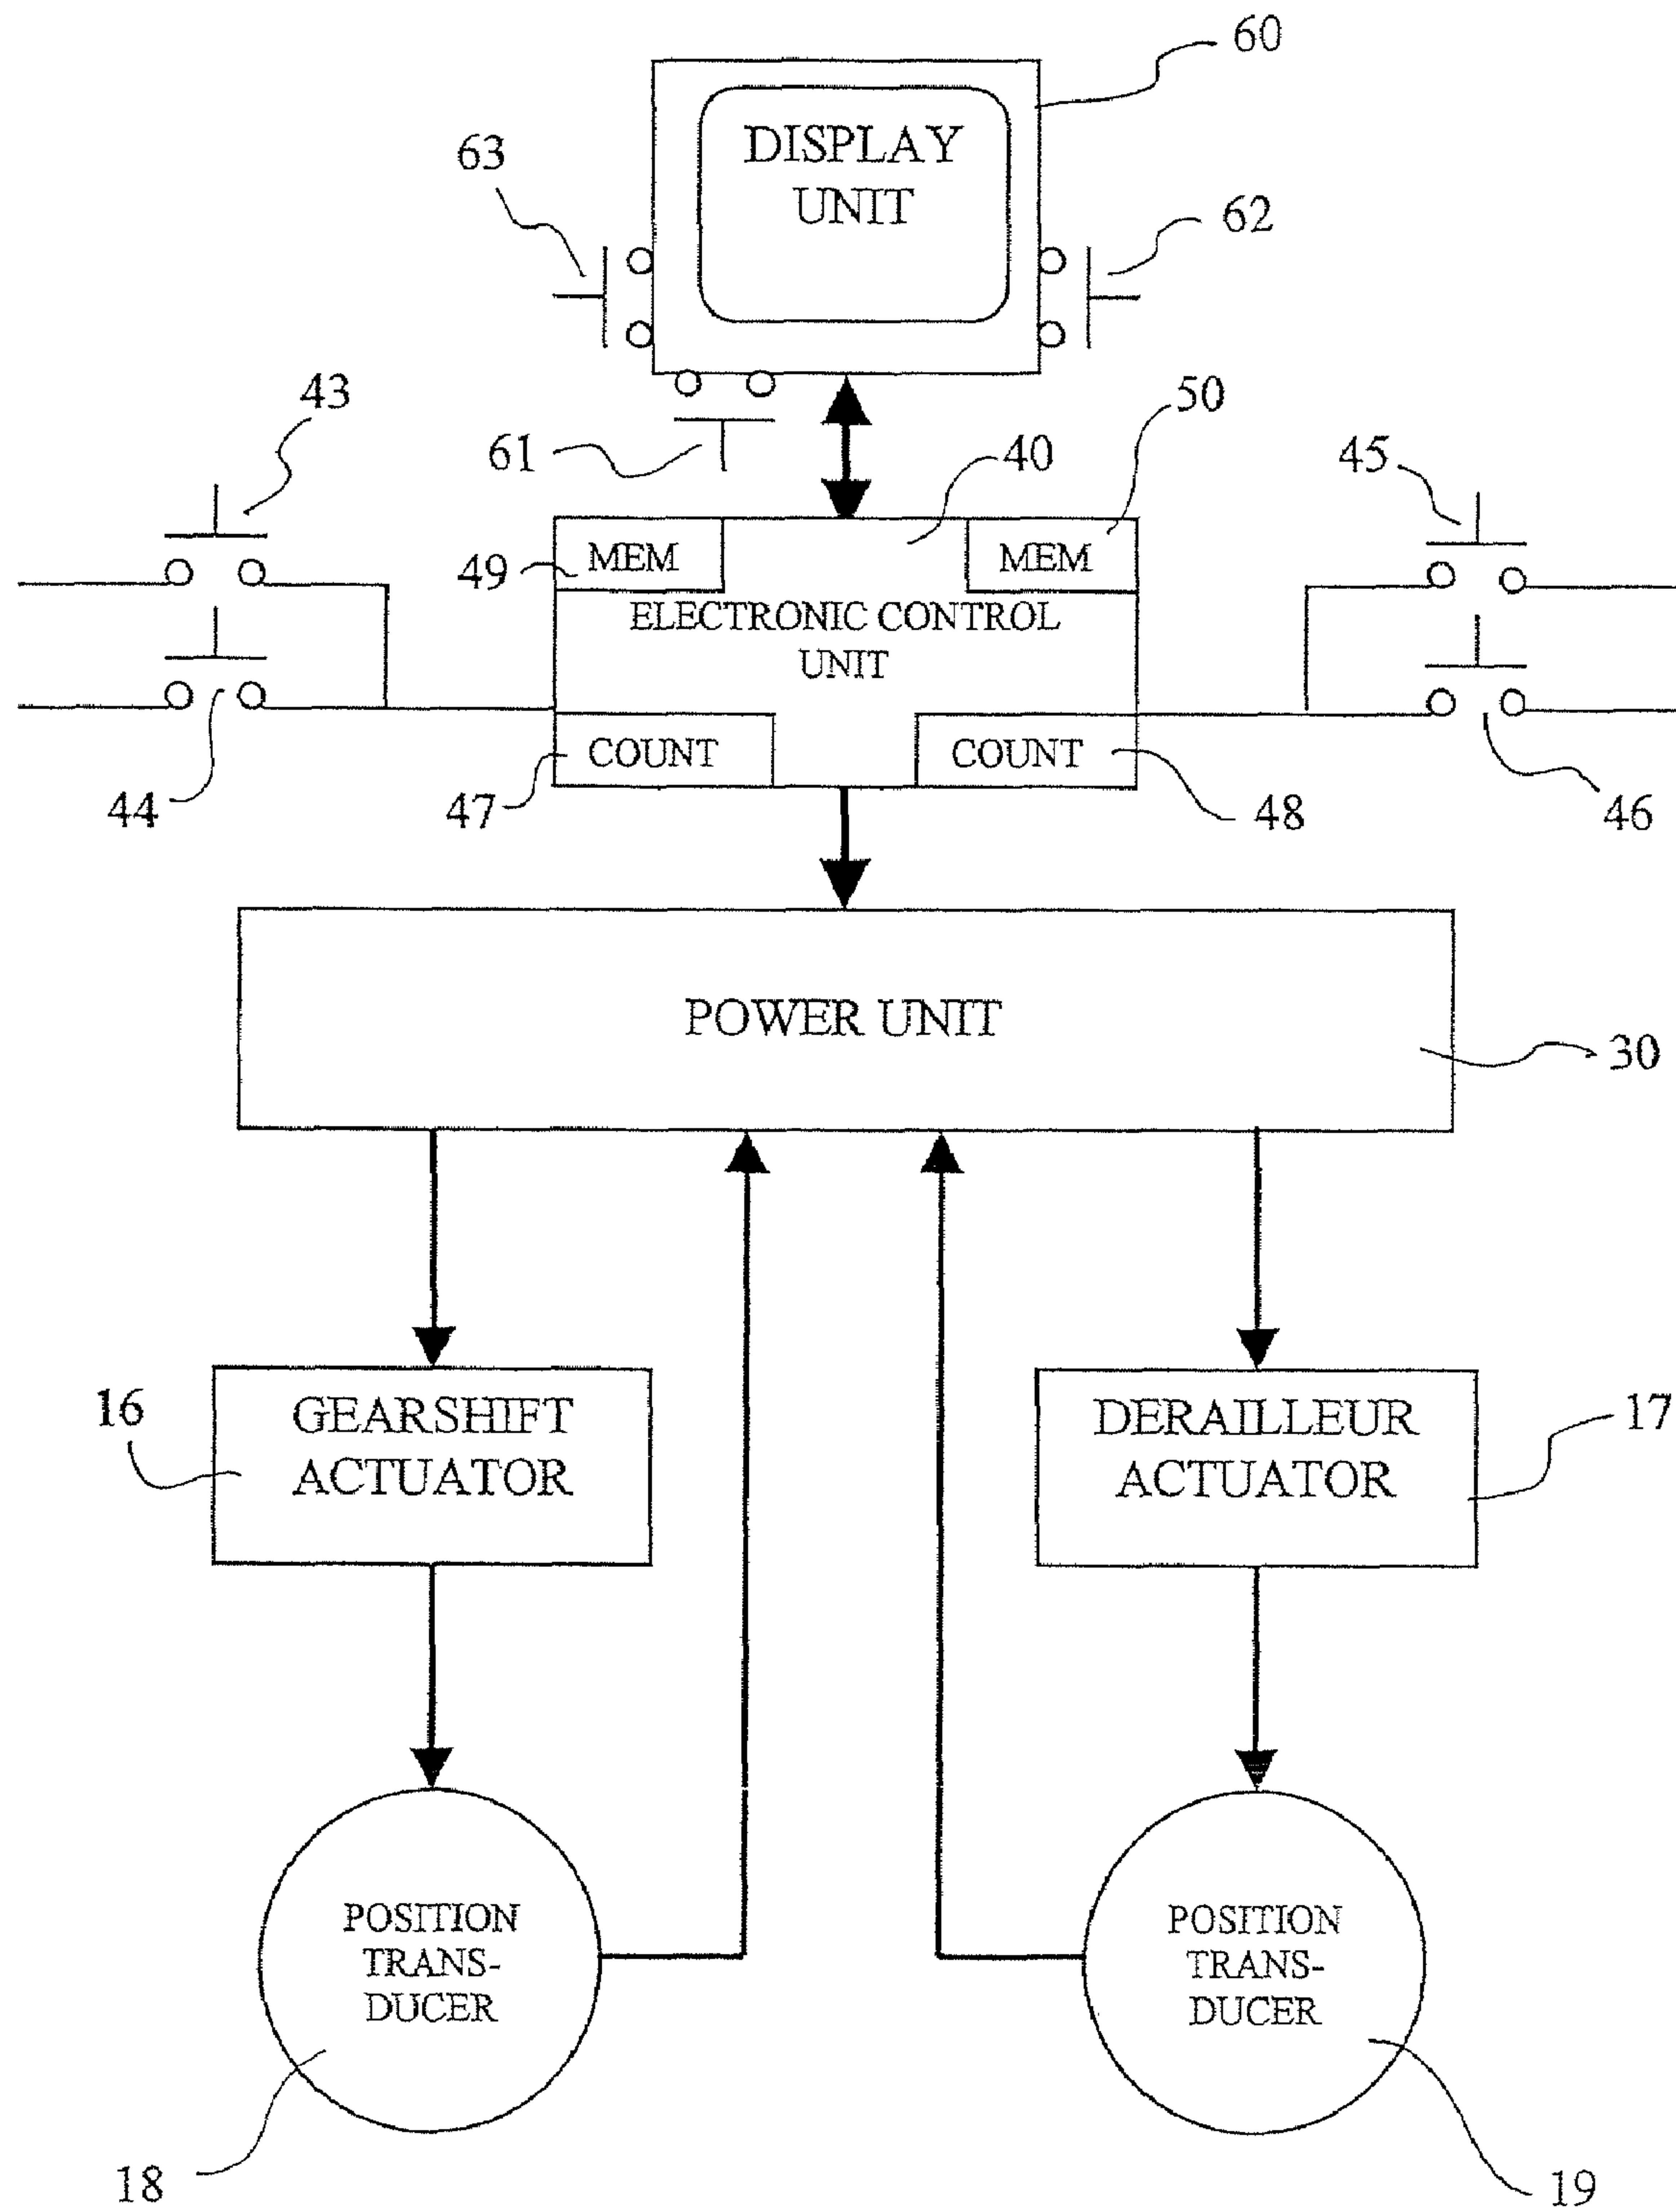 60
DISPLAY
UNIT
63
62
43
61
40
50
45
49
MEM
MEM
ELECTRONIC CONTROL
UNIT
44
47
COUNT
COUNT
48
46
POWER UNIT
30
16
GEARSHIFT
ACTUATOR
DERAILLEUR
ACTUATOR
17
POSITION
TRANS-
DUCER
POSITION
TRANS-
DUCER
18
19